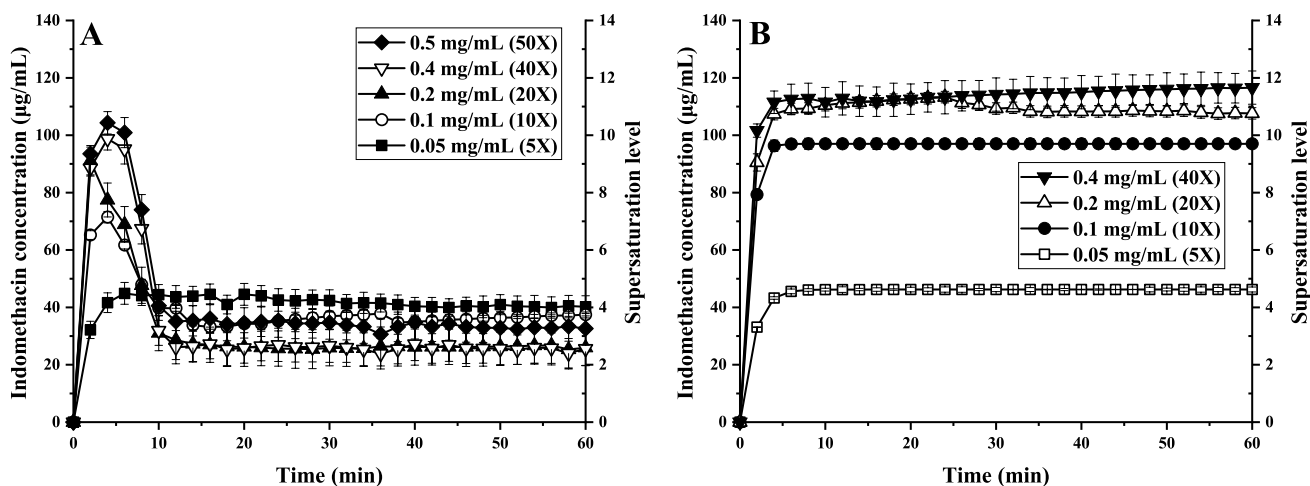 A
Indomethacin concentration (µg/mL)
140
120
100
80
60
40
20
0
0.5 mg/mL (50X)
0.4 mg/mL (40X)
0.2 mg/mL (20X)
0.1 mg/mL (10X)
0.05 mg/mL (5X)
14
12
10
8
6
4
2
0
Supersaturation level
0 10 20 30 40 50 60
Time (min)
B
Indomethacin concentration (µg/mL)
140
120
100
80
60
40
20
0
0.4 mg/mL (40X)
0.2 mg/mL (20X)
0.1 mg/mL (10X)
0.05 mg/mL (5X)
14
12
10
8
6
4
2
0
Supersaturation level
0 10 20 30 40 50 60
Time (min)